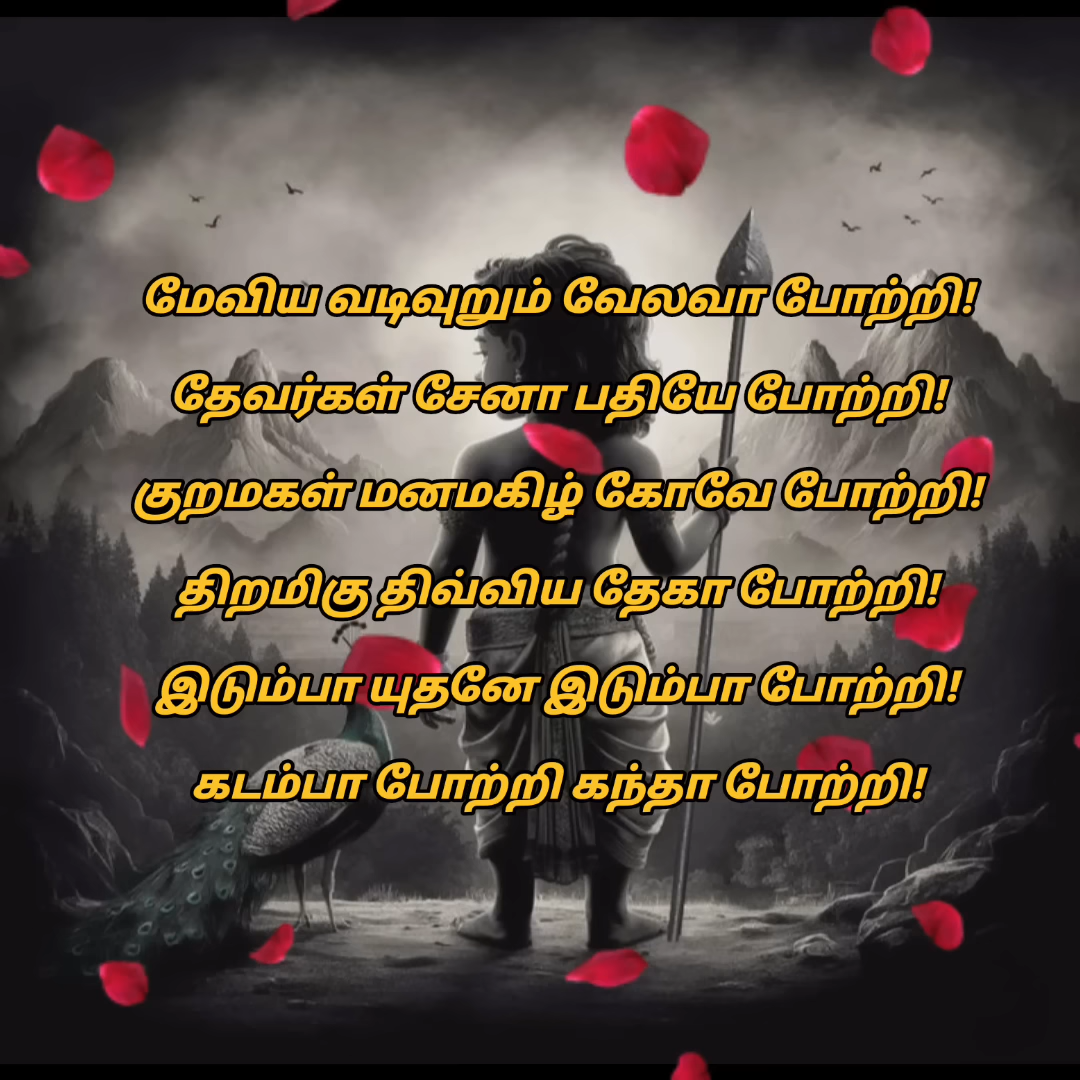 மேவிய வடிவுறும் வேலவா போற்றி!
தேவர்கள் சேனா பதியே போற்றி!
குறமகள் மனமகிழ் கோவே போற்றி!
திறமிகு திவ்விய தேகா போற்றி!
இடும்பா யுதனே இடும்பா போற்றி!
கடம்பா போற்றி கந்தா போற்றி!